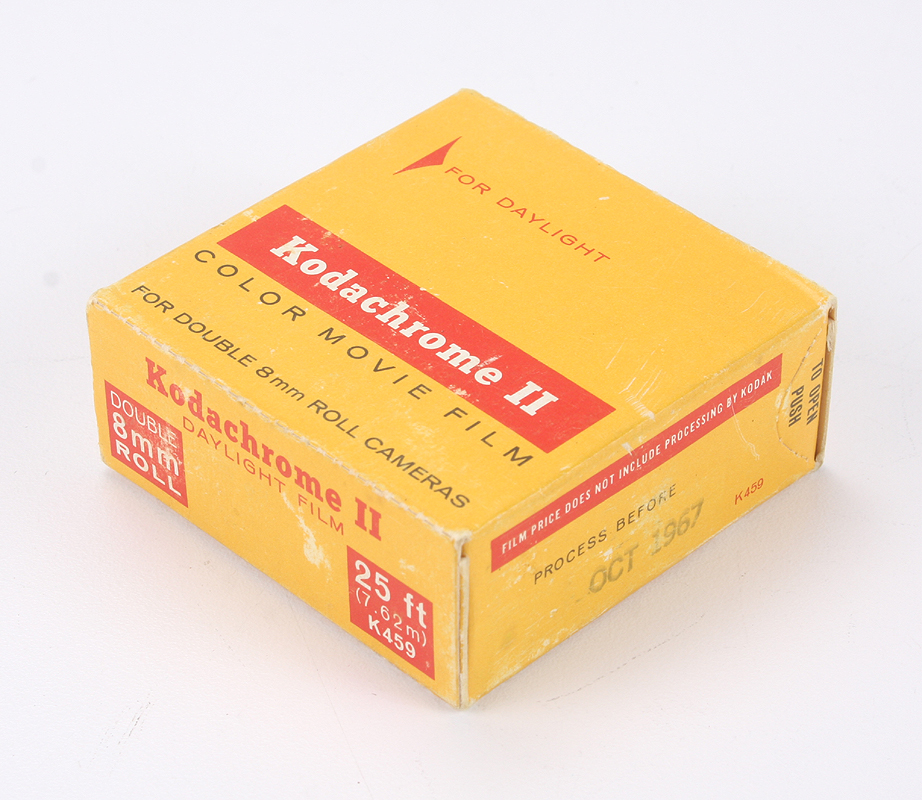 FOR DAYLIGHT
Kodachrome II
COLOR MOVIE FILM
FOR DOUBLE 8mm ROLL CAMERAS
Kodachrome II
DAYLIGHT FILM
DOUBLE
8mm
ROLL
25 ft
(7.62m)
K459
FILM PRICE DOES NOT INCLUDE PROCESSING BY KODAK
PROCESS BEFORE
OCT 1967
K459
TO OPEN
PUSH